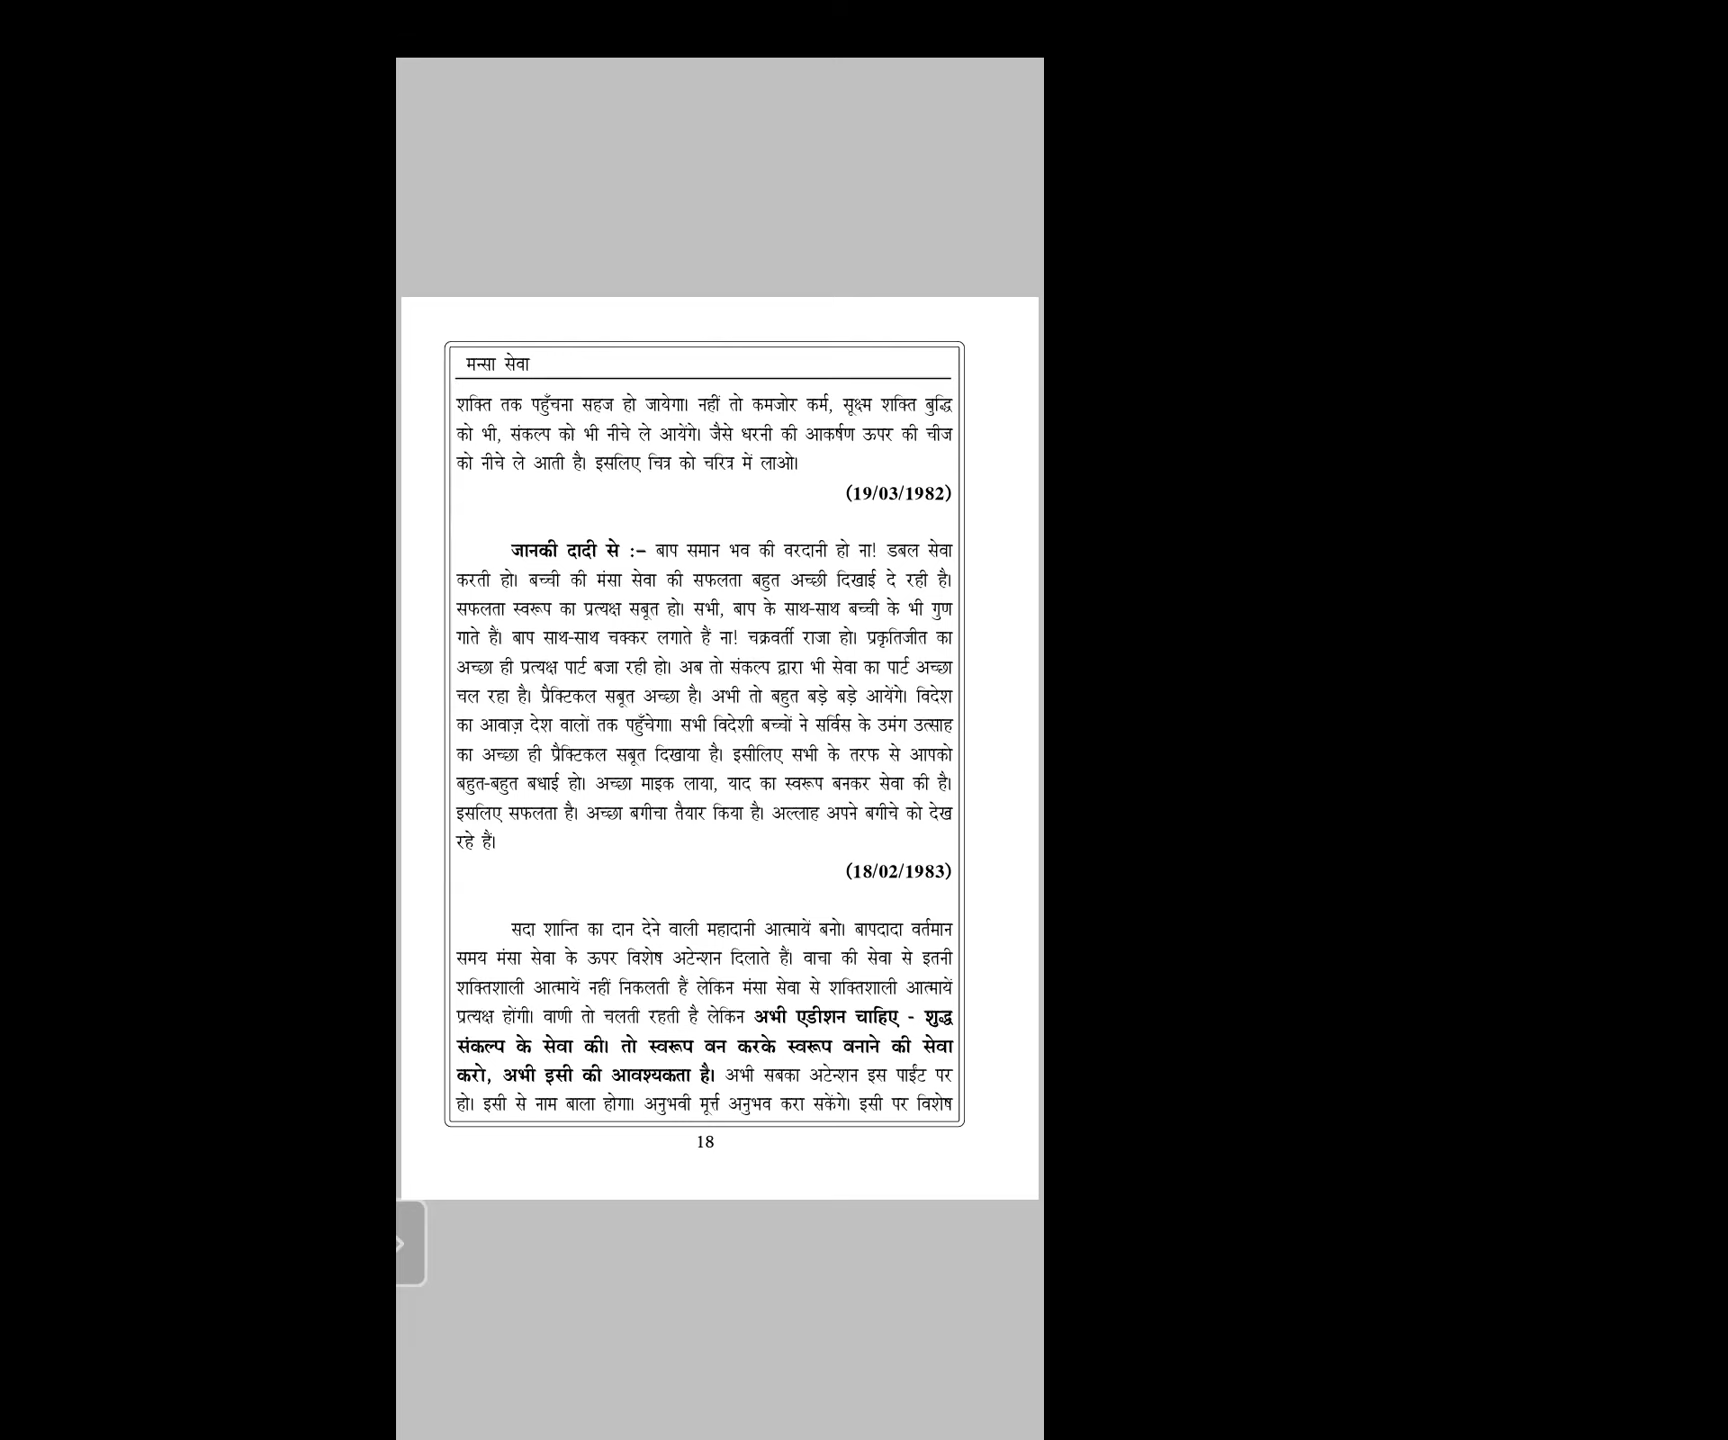 मन्सा सेवा
शक्ति तक पहुँचना सहज हो जायेगा। नहीं तो कमजोर कर्म, सूक्ष्म शक्ति बुद्धि
को भी, संकल्प को भी नीचे ले आयेंगे। जैसे धरनी की आकर्षण ऊपर की चीज
को नीचे ले आती है। इसलिए चित्र को चरित्र में लाओ।
(19/03/1982)
जानकी दादी से :– बाप समान भव की वरदानी हो ना! डबल सेवा
करती हो। बच्ची की मंसा सेवा की सफलता बहुत अच्छी दिखाई दे रही है।
सफलता स्वरूप का प्रत्यक्ष सबूत हो। सभी, बाप के साथ-साथ बच्ची के भी गुण
गाते हैं। बाप साथ-साथ चक्कर लगाते हैं ना! चक्रवर्ती राजा हो। प्रकृतिजीत का
अच्छा ही प्रत्यक्ष पार्ट बजा रही हो। अब तो संकल्प द्वारा भी सेवा का पार्ट अच्छा
चल रहा है। प्रैक्टिकल सबूत अच्छा है। अभी तो बहुत बड़े बड़े आयेंगे। विदेश
का आवाज़ देश वालों तक पहुँचेगा। सभी विदेशी बच्चों ने सर्विस के उमंग उत्साह
का अच्छा ही प्रैक्टिकल सबूत दिखाया है। इसीलिए सभी के तरफ से आपको
बहुत-बहुत बधाई हो। अच्छा माइक लाया, याद का स्वरूप बनकर सेवा की है।
इसलिए सफलता है। अच्छा बगीचा तैयार किया है। अल्लाह अपने बगीचे को देख
रहे हैं।
(18/02/1983)
सदा शान्ति का दान देने वाली महादानी आत्मायें बनो। बापदादा वर्तमान
समय मंसा सेवा के ऊपर विशेष अटेन्शन दिलाते हैं। वाचा की सेवा से इतनी
शक्तिशाली आत्मायें नहीं निकलती हैं लेकिन मंसा सेवा से शक्तिशाली आत्मायें
प्रत्यक्ष होंगी। वाणी तो चलती रहती है लेकिन अभी एडीशन चाहिए - शुद्ध
संकल्प के सेवा की। तो स्वरूप वन करके स्वरूप वनाने की सेवा
करो, अभी इसी की आवश्यकता है। अभी सबका अटेन्शन इस पाईंट पर
हो। इसी से नाम बाला होगा। अनुभवी मूर्त्त अनुभव करा सकेंगे। इसी पर विशेष
18